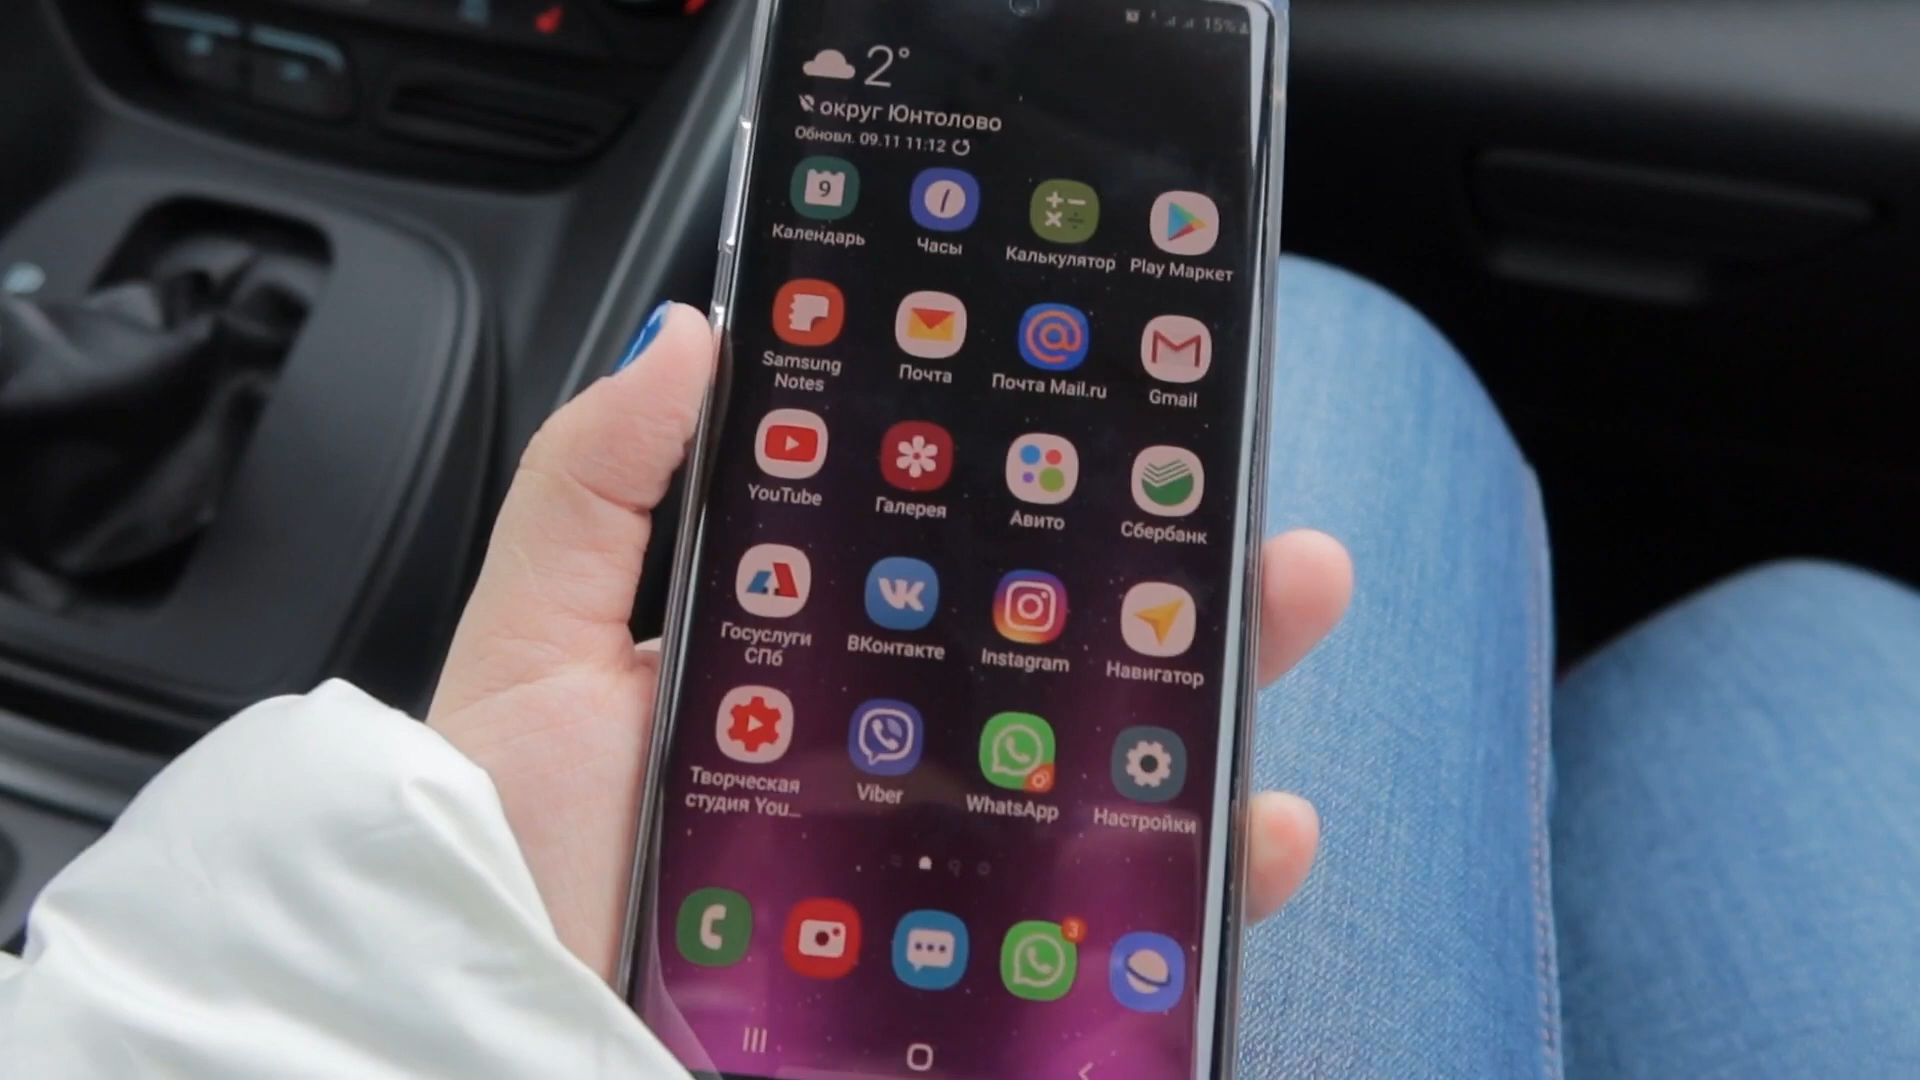 15%
2°
округ Юнтолово
Обновл. 09.11 11:12
9
Календарь
Часы
Калькулятор
Play Маркет
Samsung
Notes
Почта
Почта Mail.ru
Gmail
YouTube
Галерея
Авито
Сбербанк
Госуслуги
СПб
ВКонтакте
Instagram
Навигатор
Творческая
студия You...
Viber
WhatsApp
Настройки
3